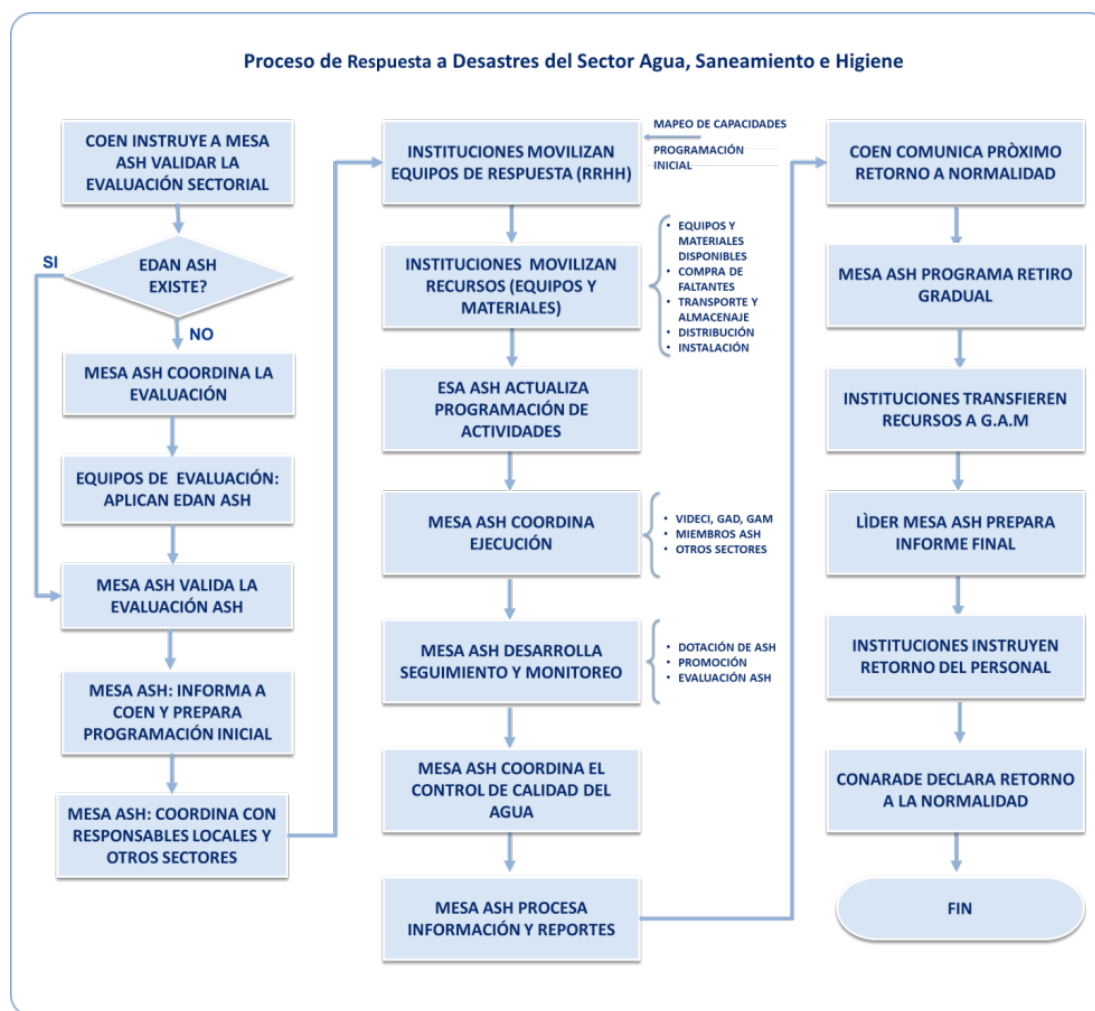 Proceso de Respuesta a Desastres del Sector Agua, Saneamiento e Higiene
COEN INSTRUYE A MESA
ASH VALIDAR LA
EVALUACIÓN SECTORIAL
SI
EDAN ASH
EXISTE?
NO
MESA ASH COORDINA LA
EVALUACIÓN
EQUIPOS DE EVALUACIÓN:
APLICAN EDAN ASH
MESA ASH VALIDA LA
EVALUACIÓN ASH
MESA ASH: INFORMA A
COEN Y PREPARA
PROGRAMACIÓN INICIAL
MESA ASH: COORDINA CON
RESPONSABLES LOCALES Y
OTROS SECTORES
INSTITUCIONES MOVILIZAN
EQUIPOS DE RESPUESTA (RRHH)
MAPEO DE CAPACIDADES
PROGRAMACIÓN
INICIAL
INSTITUCIONES MOVILIZAN
RECURSOS (EQUIPOS Y
MATERIALES)
• EQUIPOS Y
MATERIALES
DISPONIBLES
• COMPRA DE
FALTANTES
• TRANSPORTE Y
ALMACENAJE
• DISTRIBUCIÓN
• INSTALACIÓN
ESA ASH ACTUALIZA
PROGRAMACIÓN DE
ACTIVIDADES
MESA ASH COORDINA
EJECUCIÓN
• VIDECI, GAD, GAM
• MIEMBROS ASH
• OTROS SECTORES
MESA ASH DESARROLLA
SEGUIMIENTO Y MONITOREO
• DOTACIÓN DE ASH
• PROMOCIÓN
• EVALUACIÓN ASH
MESA ASH COORDINA EL
CONTROL DE CALIDAD DEL
AGUA
MESA ASH PROCESA
INFORMACIÓN Y REPORTES
COEN COMUNICA PRÒXIMO
RETORNO A NORMALIDAD
MESA ASH PROGRAMA RETIRO
GRADUAL
INSTITUCIONES TRANSFIEREN
RECURSOS A G.A.M
LÌDER MESA ASH PREPARA
INFORME FINAL
INSTITUCIONES INSTRUYEN
RETORNO DEL PERSONAL
CONARADE DECLARA RETORNO
A LA NORMALIDAD
FIN